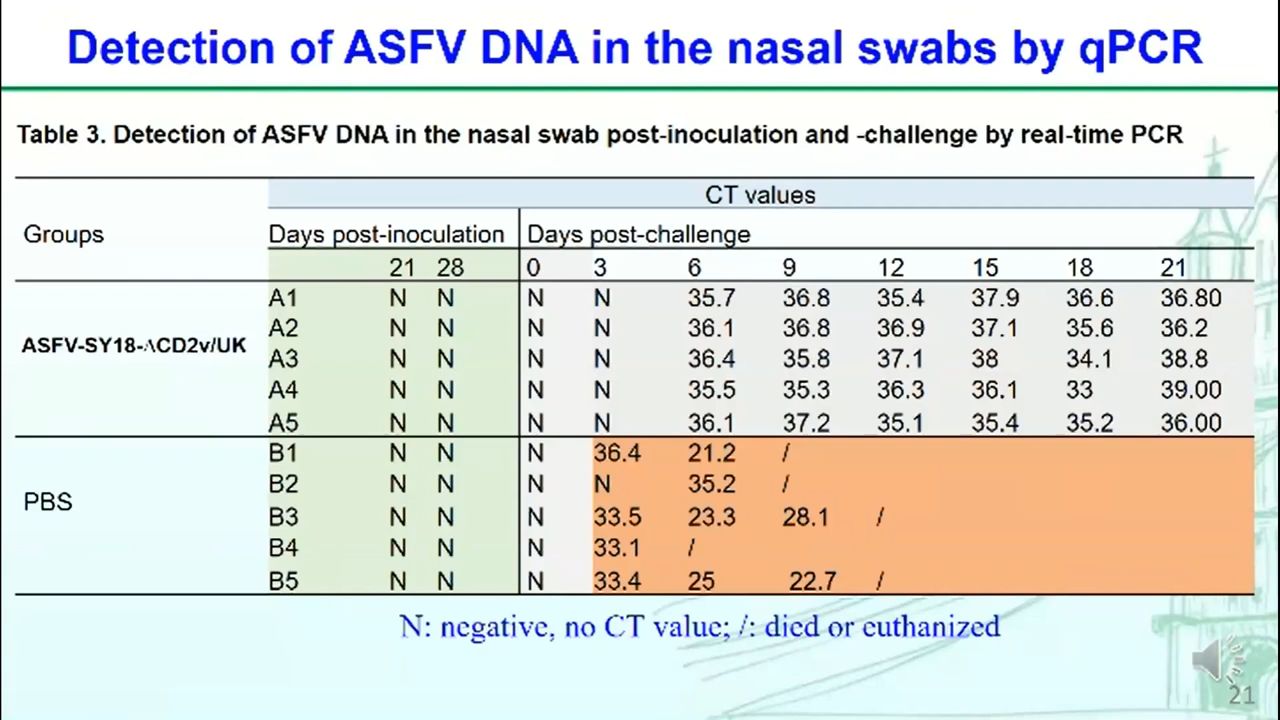 Detection of ASFV DNA in the nasal swabs by qPCR
Table 3. Detection of ASFV DNA in the nasal swab post-inoculation and -challenge by real-time PCR
CT values
Groups Days post-inoculation Days post-challenge
21 28 0 3 6 9 12 15 18 21
A1 N N N N 35.7 36.8 35.4 37.9 36.6 36.80
A2 N N N N 36.1 36.8 36.9 37.1 35.6 36.2
ASFV-SY18-ΔCD2v/UK
A3 N N N N 36.4 35.8 37.1 38 34.1 38.8
A4 N N N N 35.5 35.3 36.3 36.1 33 39.00
A5 N N N N 36.1 37.2 35.1 35.4 35.2 36.00
B1 N N N 36.4 21.2 /
B2 N N N N 35.2 /
PBS
B3 N N N 33.5 23.3 28.1 /
B4 N N N 33.1 /
B5 N N N 33.4 25 22.7 /
N: negative, no CT value; /: died or euthanized
21